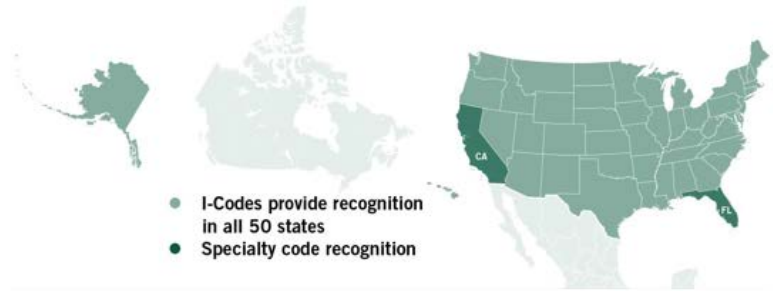 CA
FL
I-Codes provide recognition
in all 50 states
Specialty code recognition